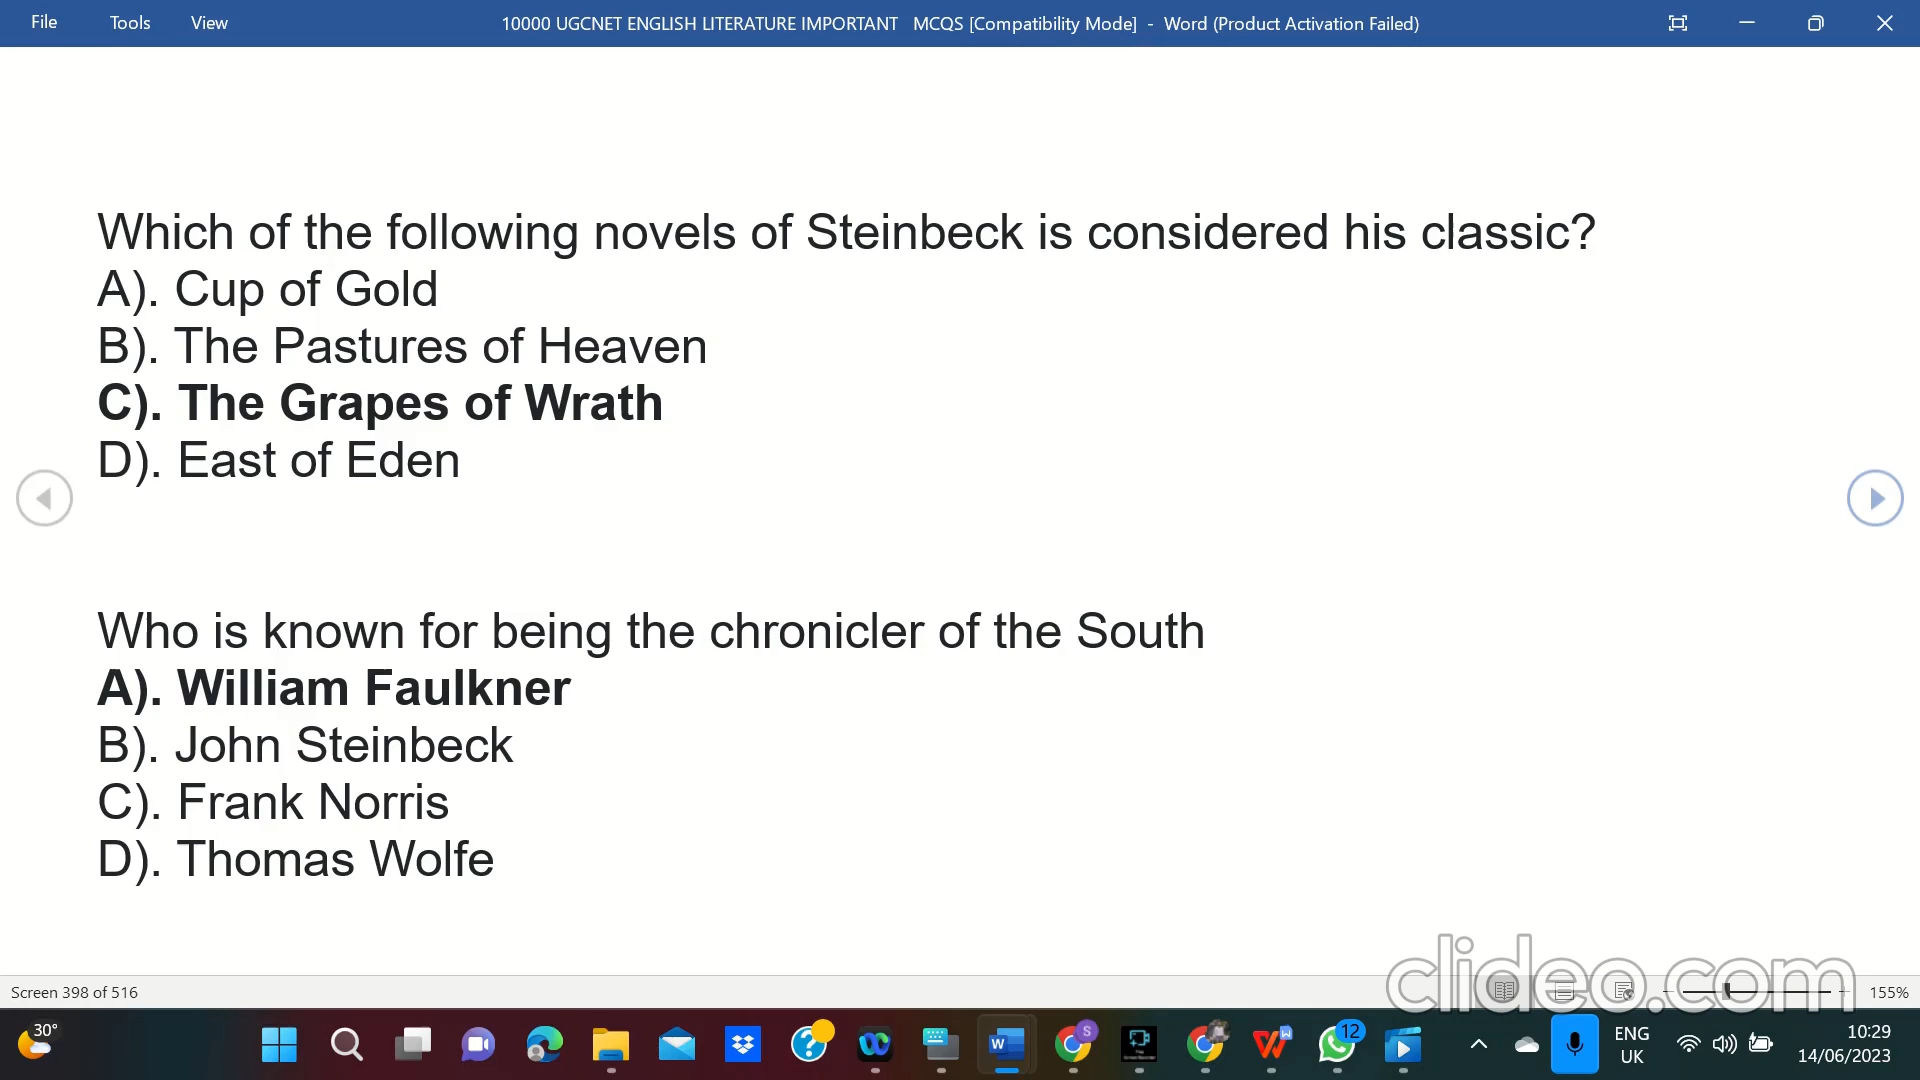 File Tools View 10000 UGCNET ENGLISH LITERATURE IMPORTANT MCQS [Compatibility Mode] - Word (Product Activation Failed)
Which of the following novels of Steinbeck is considered his classic?
A). Cup of Gold
B). The Pastures of Heaven
C). The Grapes of Wrath
D). East of Eden
Who is known for being the chronicler of the South
A). William Faulkner
B). John Steinbeck
C). Frank Norris
D). Thomas Wolfe
clideo.com
Screen 398 of 516 155%
30° 12 ENG 10:29
UK 14/06/2023